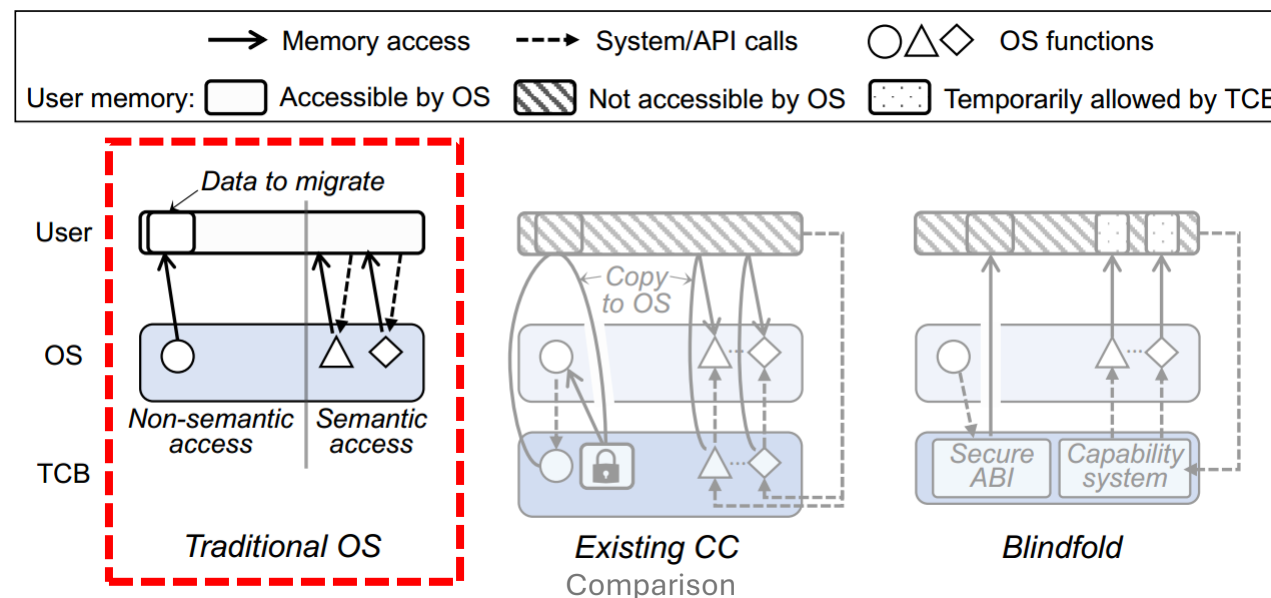 Memory access System/API calls OS functions
User memory: Accessible by OS Not accessible by OS Temporarily allowed by TCB
Data to migrate
User
Copy
to OS
OS
Non-semantic
access
Semantic
access
TCB
Secure
ABI
Capability
system
Traditional OS
Existing CC
Blindfold
Comparison